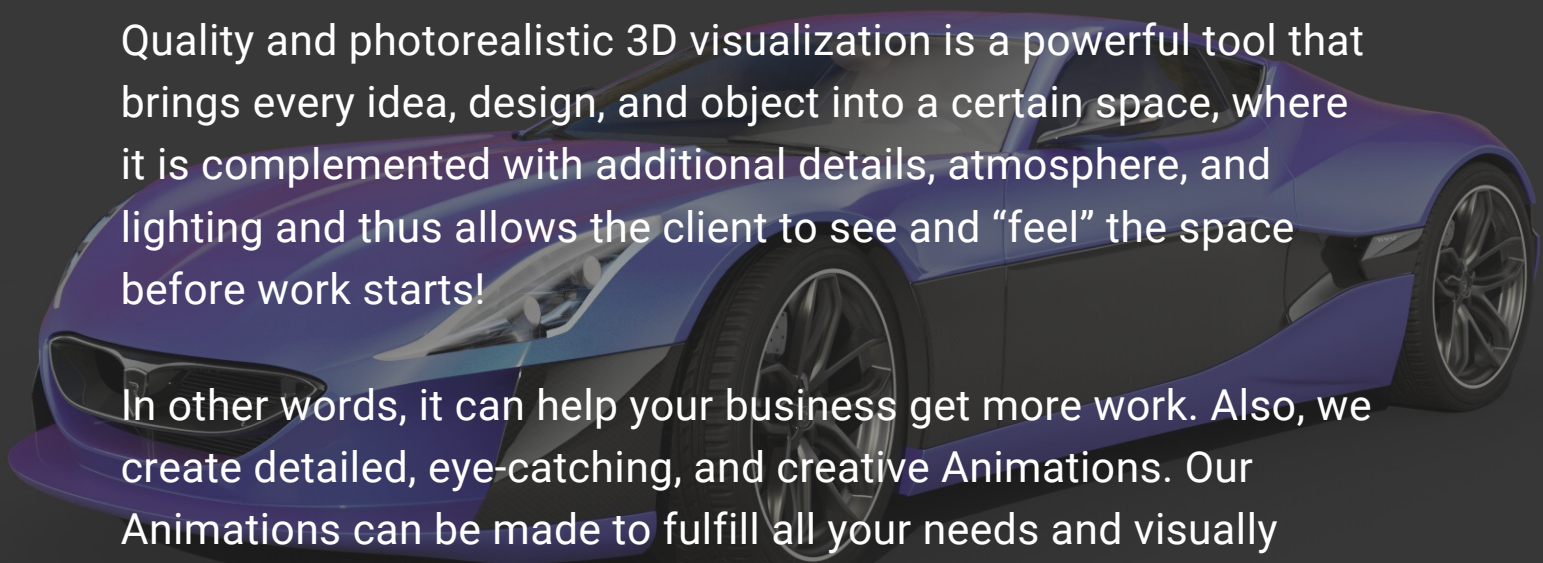 Quality and photorealistic 3D visualization is a powerful tool that
brings every idea, design, and object into a certain space, where
it is complemented with additional details, atmosphere, and
lighting and thus allows the client to see and “feel” the space
before work starts!
In other words, it can help your business get more work. Also, we
create detailed, eye-catching, and creative Animations. Our
Animations can be made to fulfill all your needs and visually